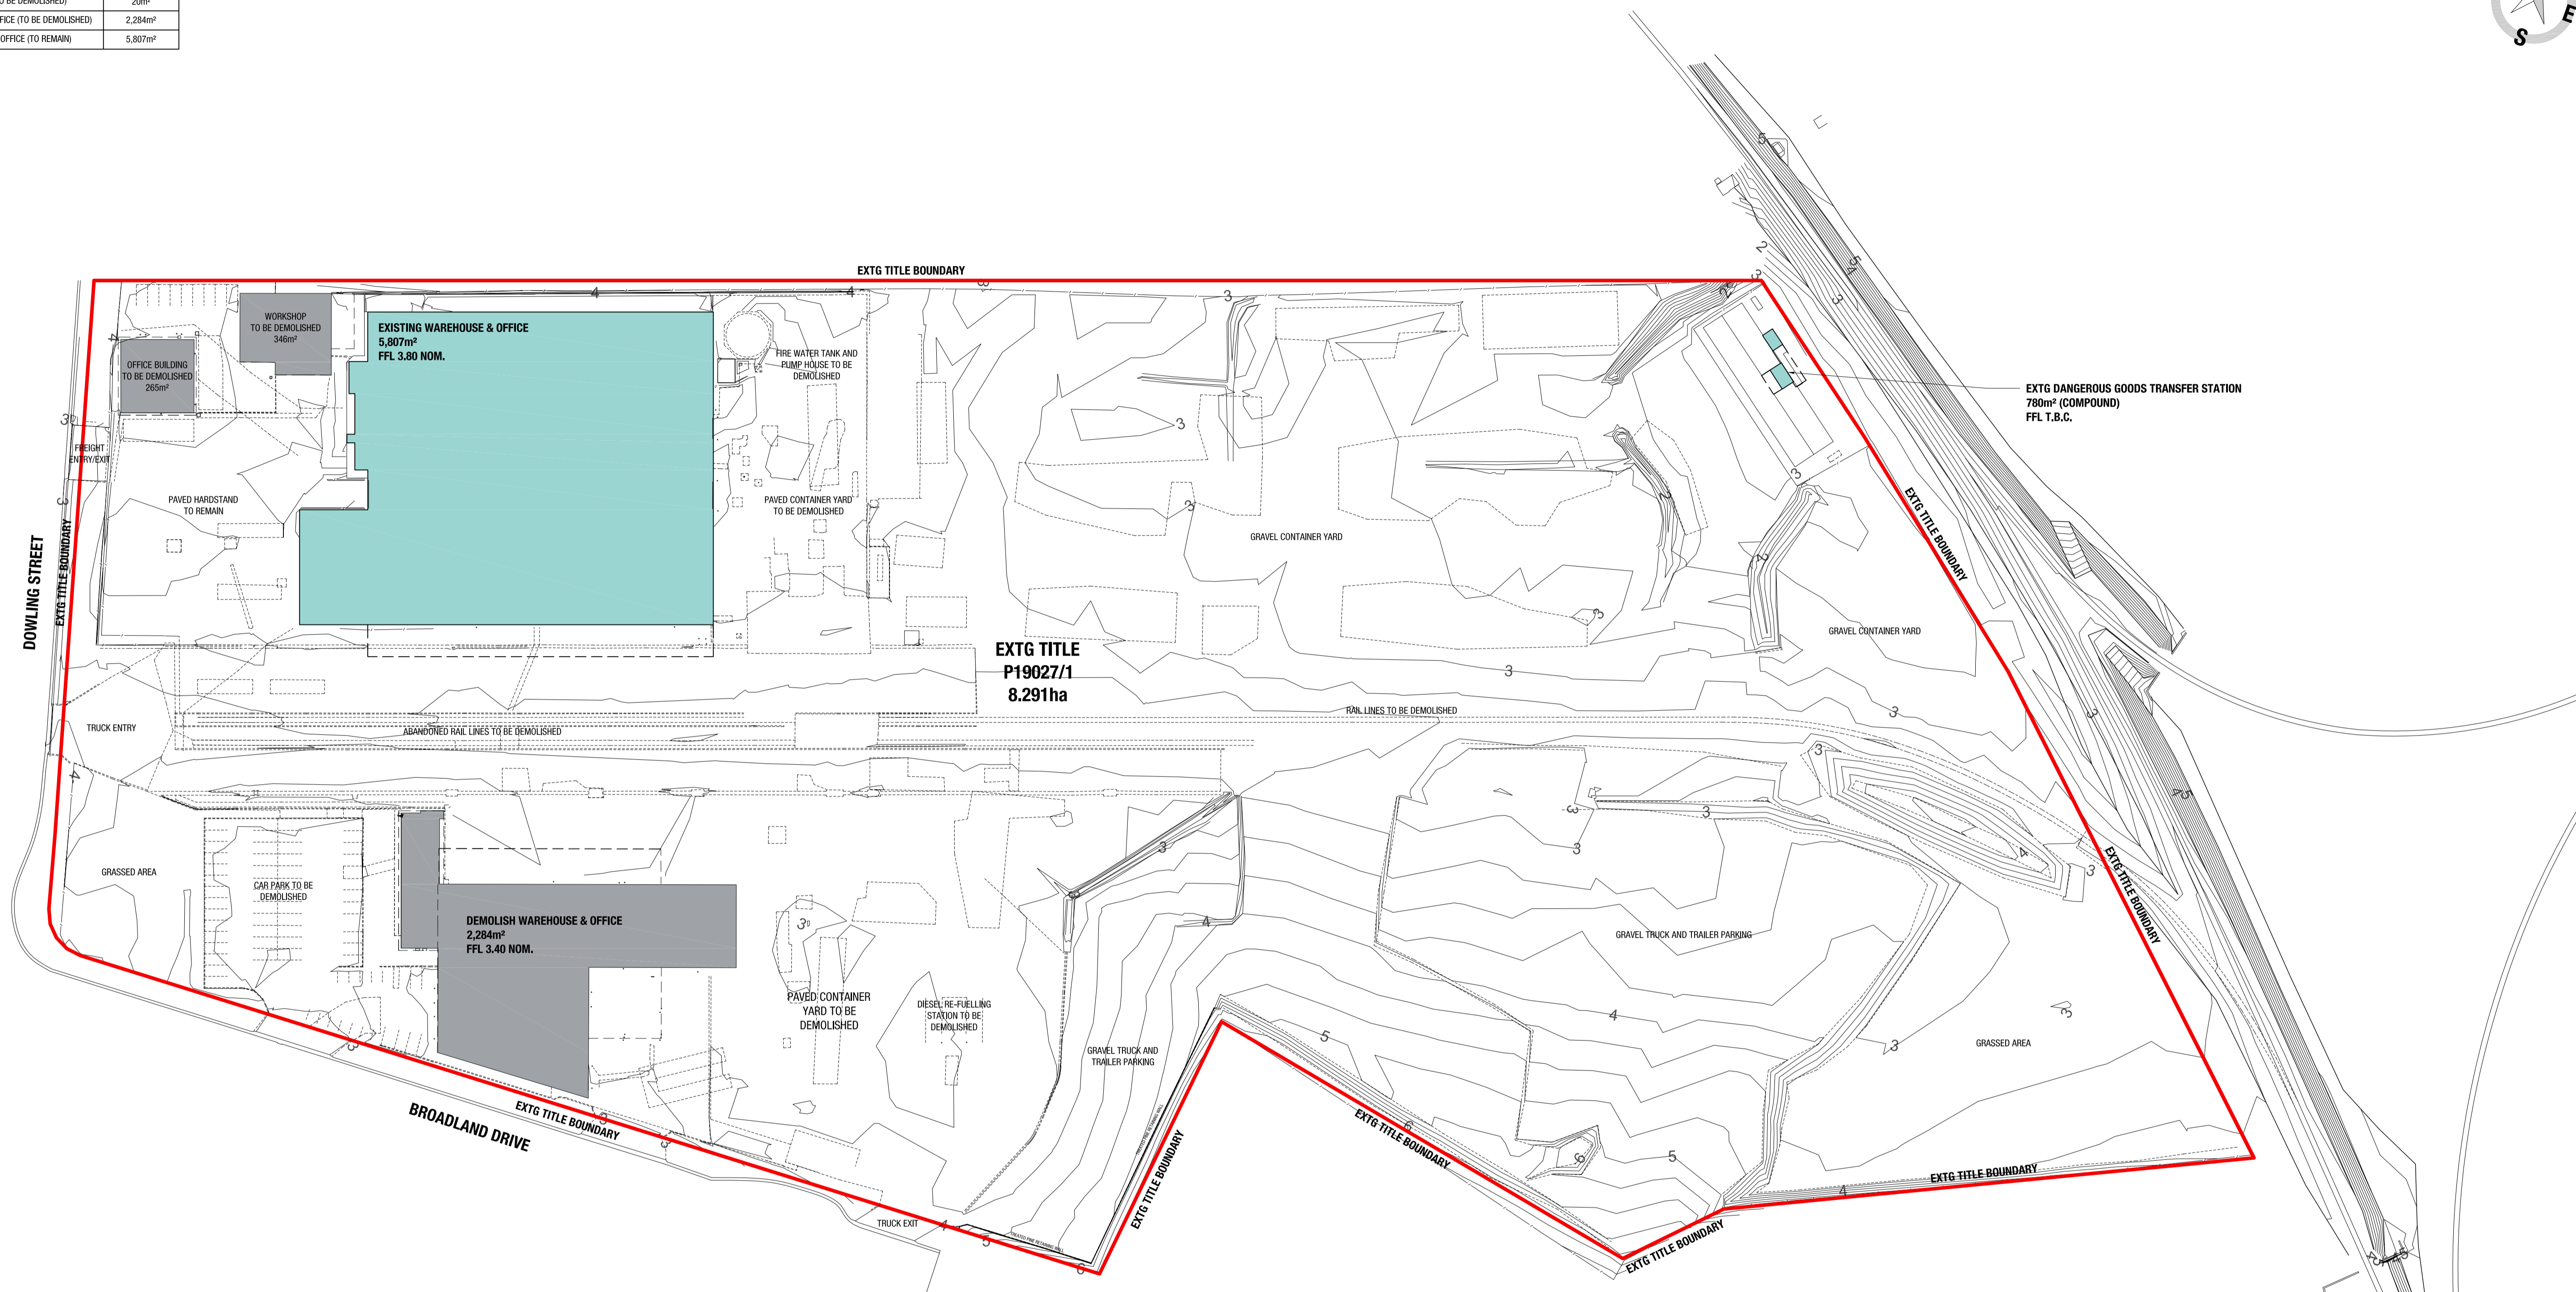 20m²
FICE (TO BE DEMOLISHED) 2,284m²
OFFICE (TO REMAIN) 5,807m²
S
E
EXTG TITLE BOUNDARY
WORKSHOP
TO BE DEMOLISHED
346m²
OFFICE BUILDING
TO BE DEMOLISHED
265m²
EXISTING WAREHOUSE & OFFICE
5,807m²
FFL 3.80 NOM.
FIRE WATER TANK AND
PUMP HOUSE TO BE
DEMOLISHED
EXTG DANGEROUS GOODS TRANSFER STATION
780m² (COMPOUND)
FFL T.B.C.
FREIGHT
ENTRY/EXIT
PAVED HARDSTAND
TO REMAIN
PAVED CONTAINER YARD
TO BE DEMOLISHED
GRAVEL CONTAINER YARD
EXTG TITLE BOUNDARY
DOWLING STREET
EXTG TITLE BOUNDARY
GRAVEL CONTAINER YARD
EXTG TITLE
P19027/1
8.291ha
RAIL LINES TO BE DEMOLISHED
TRUCK ENTRY
ABANDONED RAIL LINES TO BE DEMOLISHED
GRASSED AREA
CAR PARK TO BE
DEMOLISHED
DEMOLISH WAREHOUSE & OFFICE
2,284m²
FFL 3.40 NOM.
EXTG TITLE BOUNDARY
GRAVEL TRUCK AND TRAILER PARKING
PAVED CONTAINER
YARD TO BE
DEMOLISHED
DIESEL RE-FUELLING
STATION TO BE
DEMOLISHED
GRAVEL TRUCK AND
TRAILER PARKING
GRASSED AREA
BROADLAND DRIVE
EXTG TITLE BOUNDARY
TREATED PINE RETAINING WALL
EXTG TITLE BOUNDARY
EXTG TITLE BOUNDARY
EXTG TITLE BOUNDARY
TRUCK EXIT
TREATED PINE RETAINING WALL
EXTG TITLE BOUNDARY